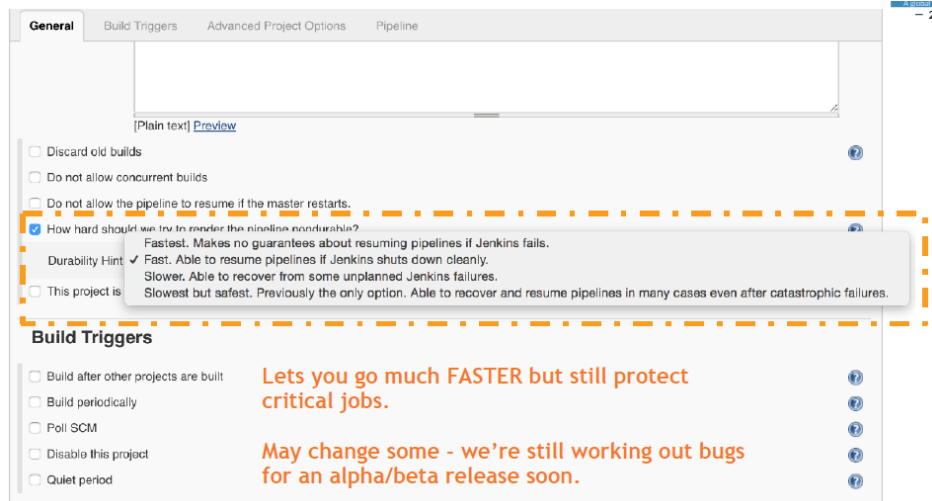 A global
– 2
General Build Triggers Advanced Project Options Pipeline
[Plain text] Preview
Discard old builds
Do not allow concurrent builds
Do not allow the pipeline to resume if the master restarts.
How hard should we try to render the pipeline nondurable?
Fastest. Makes no guarantees about resuming pipelines if Jenkins fails.
Durability Hint ✓ Fast. Able to resume pipelines if Jenkins shuts down cleanly.
Slower. Able to recover from some unplanned Jenkins failures.
This project is
Slowest but safest. Previously the only option. Able to recover and resume pipelines in many cases even after catastrophic failures.
Build Triggers
Build after other projects are built
Build periodically
Poll SCM
Disable this project
Quiet period
Lets you go much FASTER but still protect
critical jobs.
May change some - we're still working out bugs
for an alpha/beta release soon.